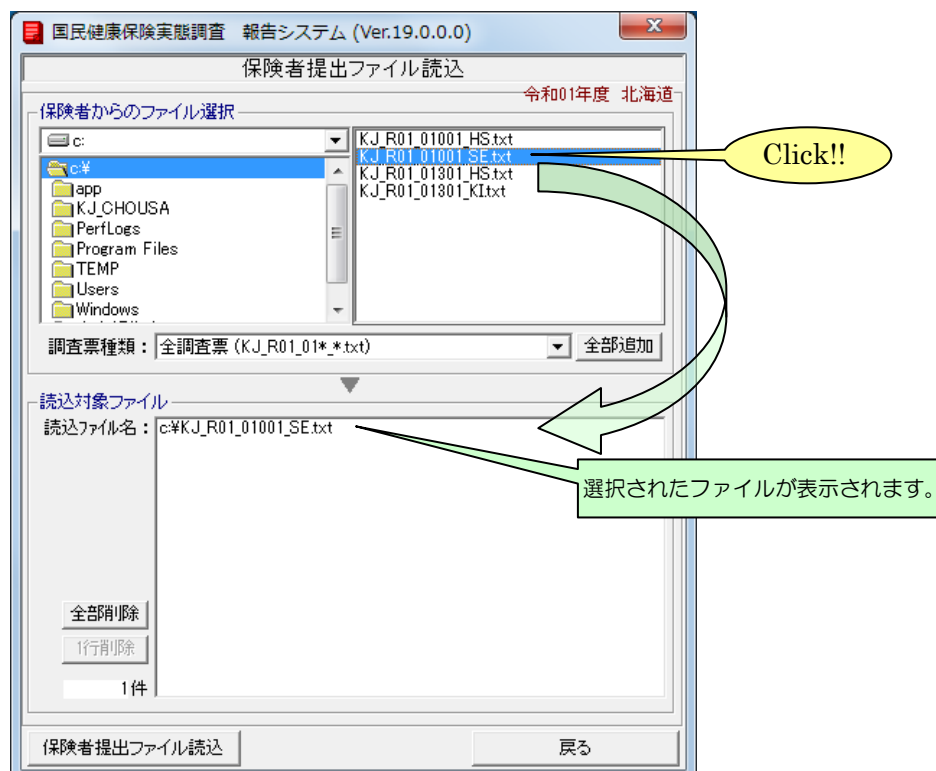 国民健康保険実態調査 報告システム (Ver.19.0.0.0)
保険者提出ファイル読込
令和01年度 北海道
保険者からのファイル選択
c:
KJ_R01_01001_HS.txt
KJ_R01_01001_SE.txt
KJ_R01_01301_HS.txt
KJ_R01_01301_KI.txt
Click!!
c:¥
app
KJ_CHOUSA
PerfLogs
Program Files
TEMP
Users
Windows
調査票種類：
全調査票 (KJ_R01_01*_*.txt)
全部追加
読込対象ファイル
読込ファイル名：
c:¥KJ_R01_01001_SE.txt
選択されたファイルが表示されます。
全部削除
1行削除
1件
保険者提出ファイル読込
戻る